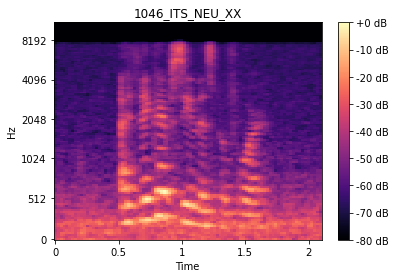 1046_ITS_NEU_XX
+0 dB
8192
-10 dB
4096
-20 dB
-30 dB
2048
-40 dB
Hz
1024
-50 dB
512
-60 dB
-70 dB
0
-80 dB
0
0.5
1
1.5
2
Time